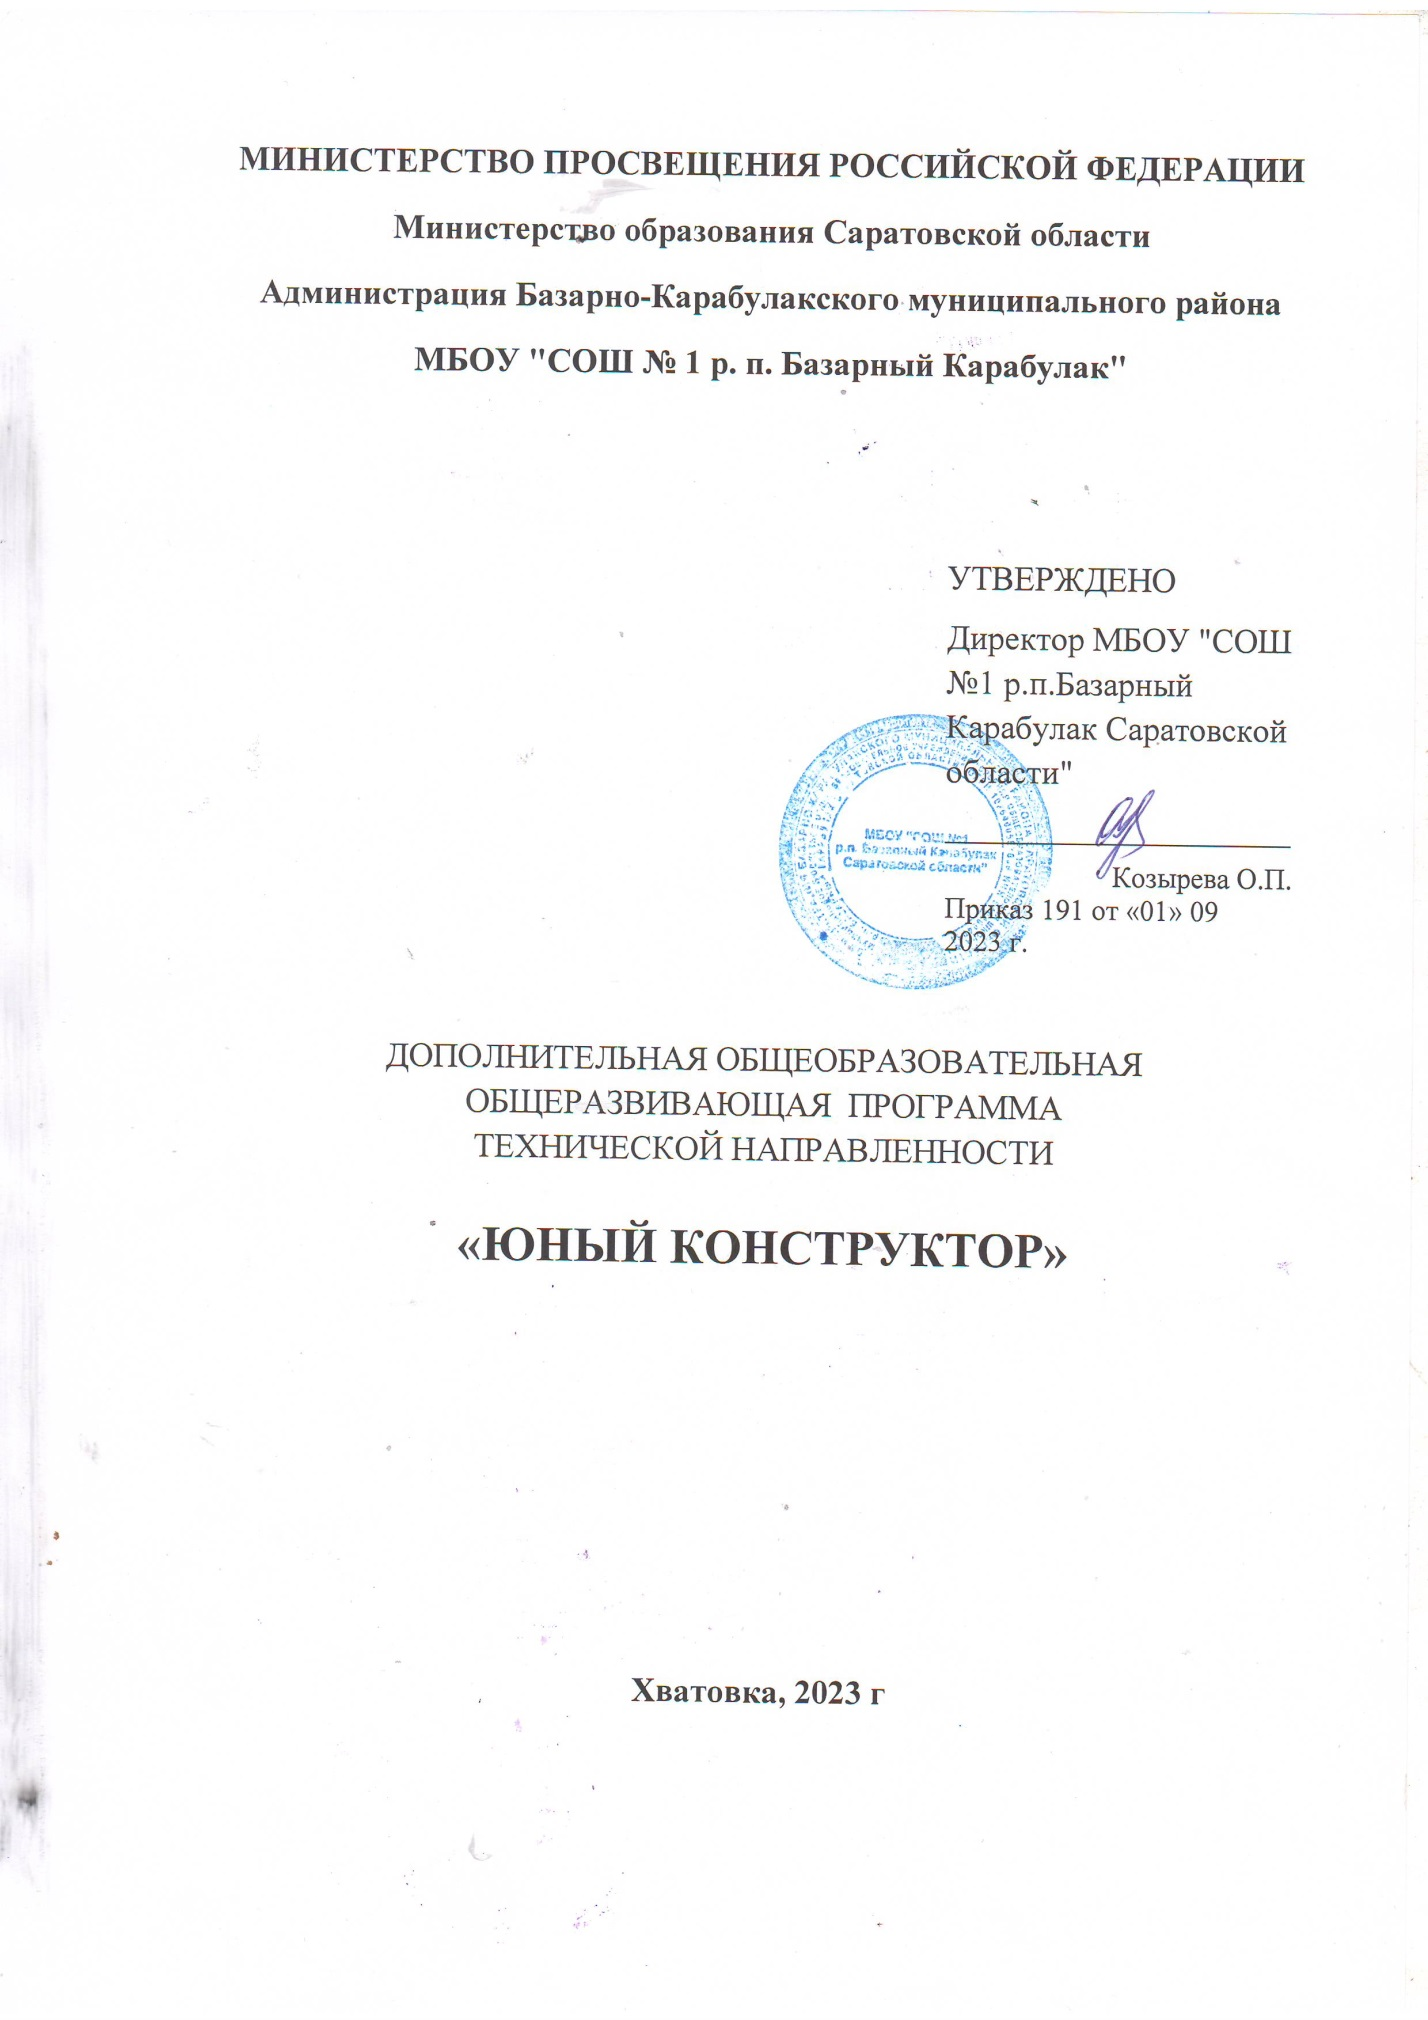 МИНИСТЕРСТВО ПРОСВЕЩЕНИЯ РОССИЙСКОЙ ФЕДЕРАЦИИ
Министерство образования Саратовской области
Администрация Базарно-Карабулакского муниципального района
МБОУ "СОШ № 1 р. п. Базарный Карабулак"
УТВЕРЖДЕНО
Директор МБОУ "СОШ
№1 р.п.Базарный
Карабулак Саратовской
области"
МБОУ "СОШ №1
р.п. Базарный Карабулак
Саратовской области"
Козырева О.П.
Приказ 191 от «01» 09
2023 г.
ДОПОЛНИТЕЛЬНАЯ ОБЩЕОБРАЗОВАТЕЛЬНАЯ
ОБЩЕРАЗВИВАЮЩАЯ  ПРОГРАММА
ТЕХНИЧЕСКОЙ НАПРАВЛЕННОСТИ
«ЮНЫЙ КОНСТРУКТОР»
Хватовка, 2023 г